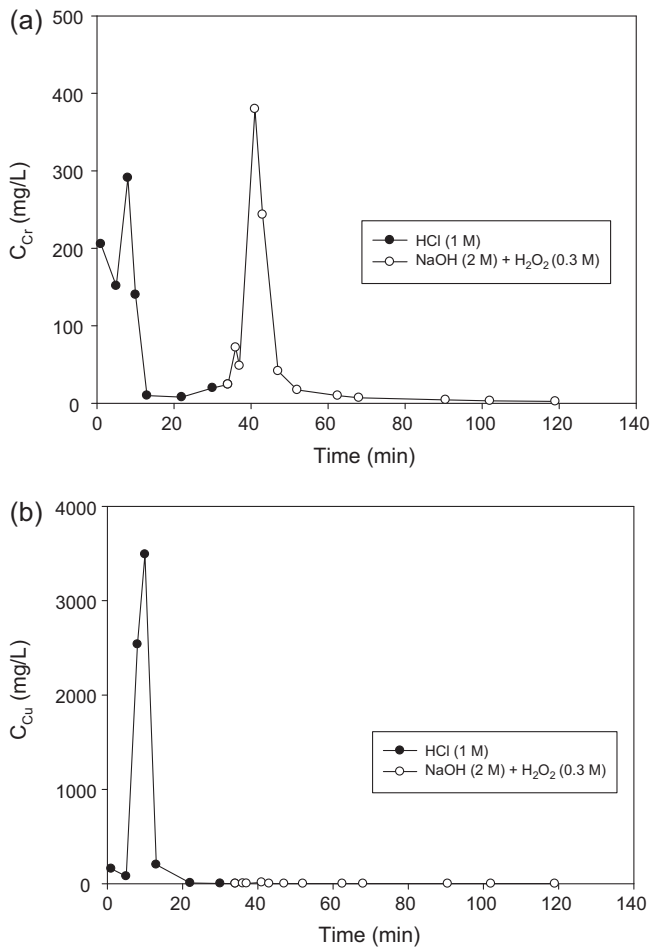 (a)
500
400
300
200
100
0
C_Cr (mg/L)
HCl (1 M)
NaOH (2 M) + H₂O₂ (0.3 M)
0 20 40 60 80 100 120 140
Time (min)
(b)
4000
3000
2000
1000
0
C_Cu (mg/L)
HCl (1 M)
NaOH (2 M) + H₂O₂ (0.3 M)
0 20 40 60 80 100 120 140
Time (min)